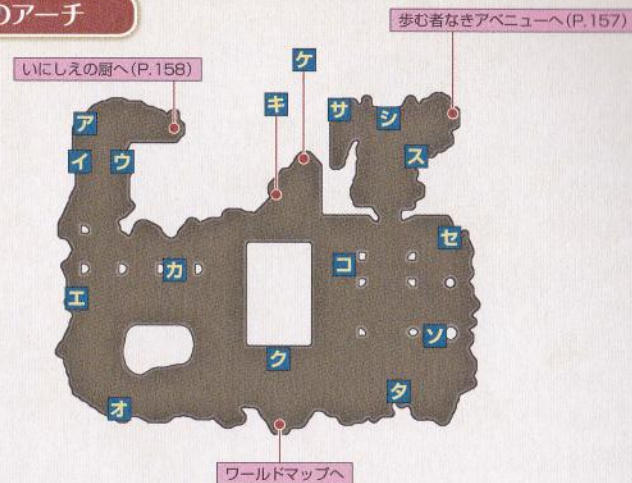 のアーチ
歩む者なきアベニューへ(P.157)
いにしえの厨へ(P.158)
ケ
キ
サ
シ
ア
イ
ウ
ス
セ
コ
カ
エ
ソ
ク
タ
オ
ワールドマップへ